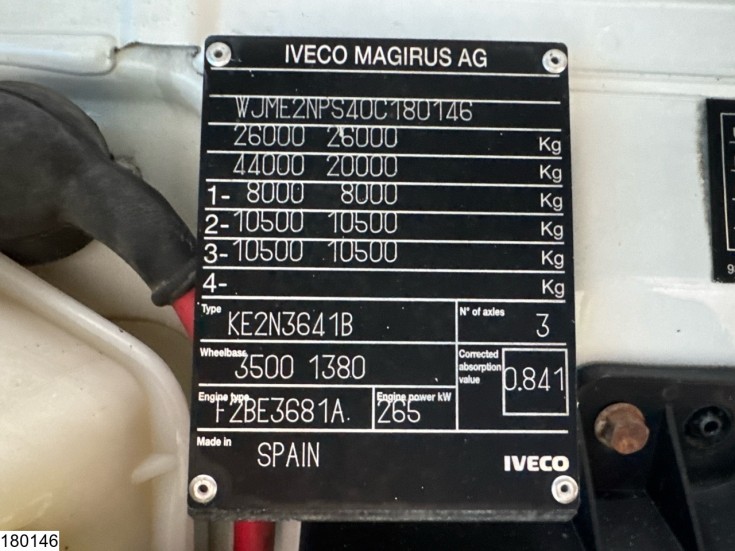 IVECO MAGIRUS AG
WJME2NPS40C180146
26000 26000 Kg
44000 20000 Kg
1- 8000 8000 Kg
2- 10500 10500 Kg
3- 10500 10500 Kg
4- Kg
Type KE2N3641B
N° of axles 3
Wheelbase 3500 1380
Corrected absorption value 0.841
Engine type F2BE3681A.
Engine power kW 265
Made in SPAIN
IVECO
180146